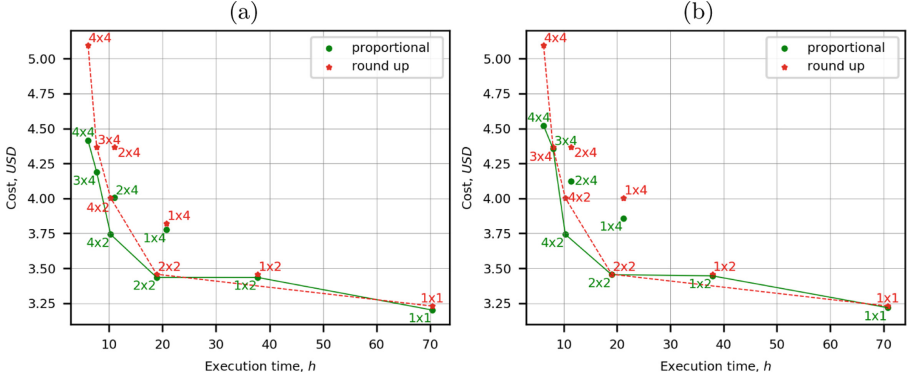 (a)
Cost, USD
5.00
4.75
4.50
4.25
4.00
3.75
3.50
3.25
proportional
round up
4x4
4x4
3x4
3x4
2x4
2x4
4x2
4x2
1x4
1x4
2x2
2x2
1x2
1x2
1x1
1x1
10 20 30 40 50 60 70
Execution time, h
(b)
Cost, USD
5.00
4.75
4.50
4.25
4.00
3.75
3.50
3.25
proportional
round up
4x4
4x4
3x4
3x4
2x4
2x4
4x2
4x2
1x4
1x4
2x2
2x2
1x2
1x2
1x1
1x1
10 20 30 40 50 60 70
Execution time, h